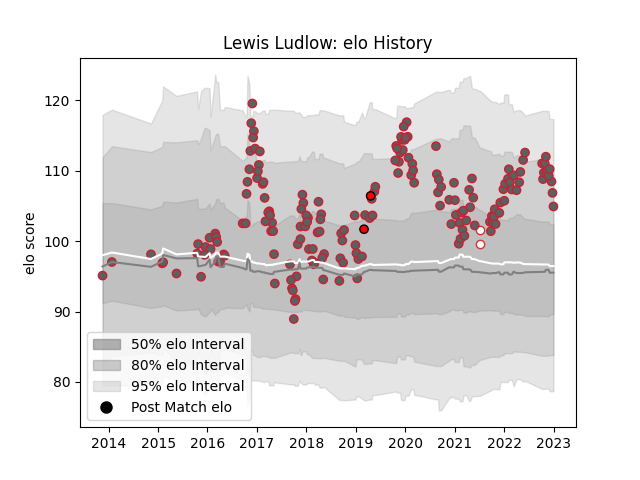 Lewis Ludlow: elo History
elo score
120
110
100
90
80
50% elo Interval
80% elo Interval
95% elo Interval
Post Match elo
2014 2015 2016 2017 2018 2019 2020 2021 2022 2023